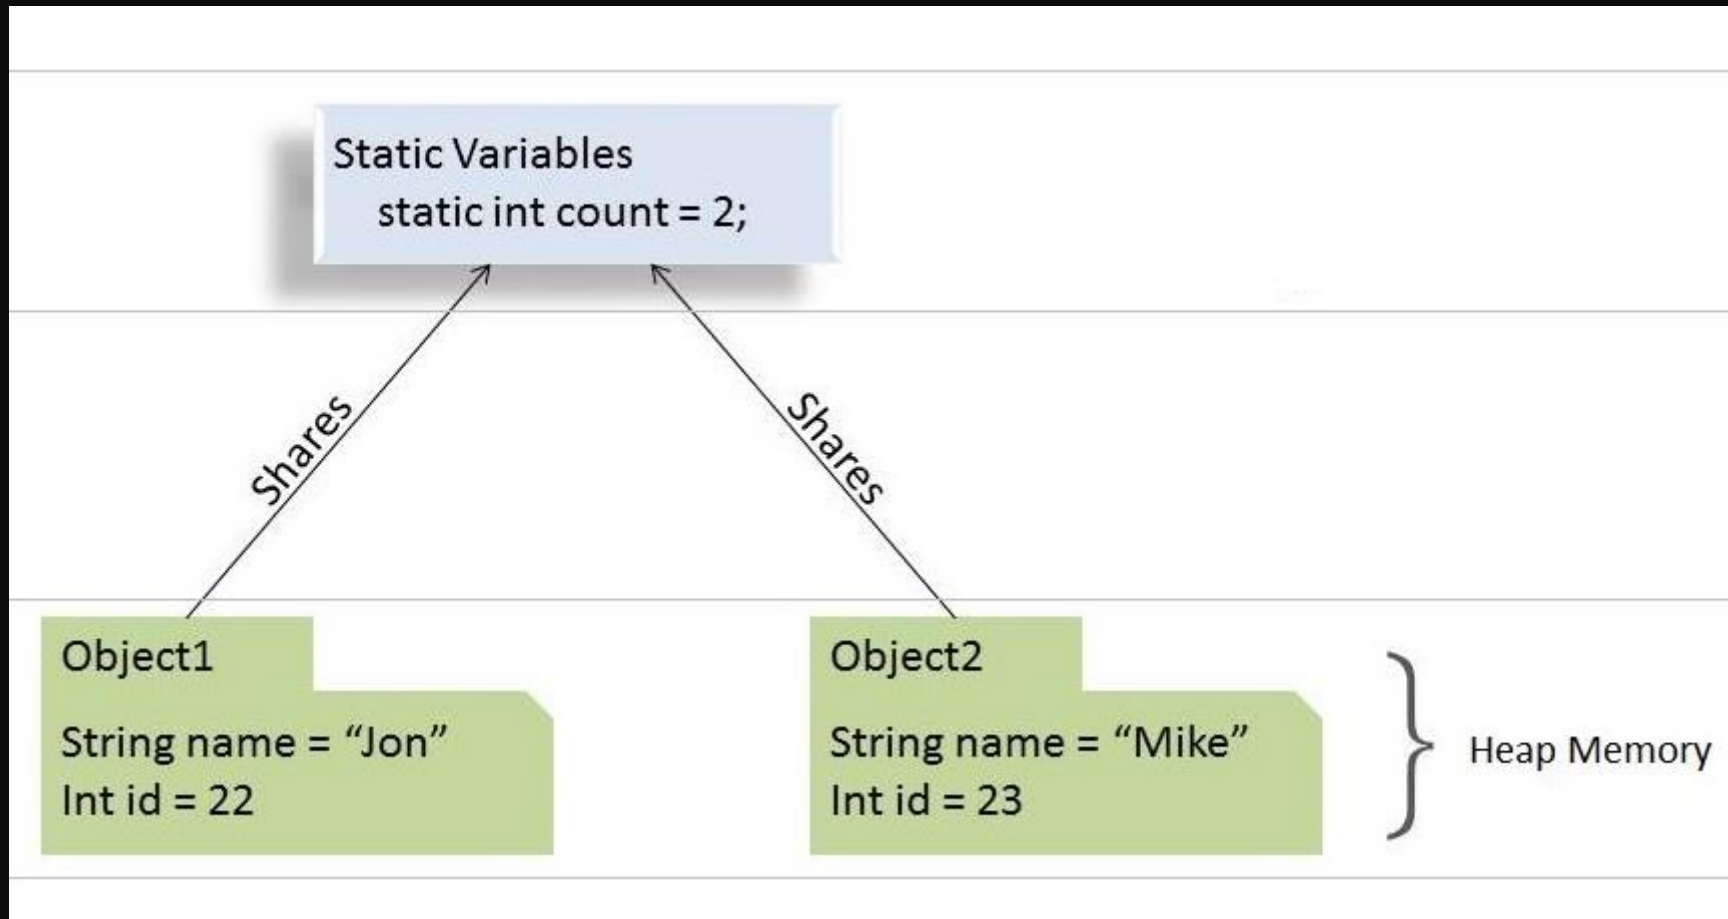 Static Variables
static int count = 2;
Shares
Shares
Object1
String name = “Jon”
Int id = 22
Object2
String name = “Mike”
Int id = 23
Heap Memory